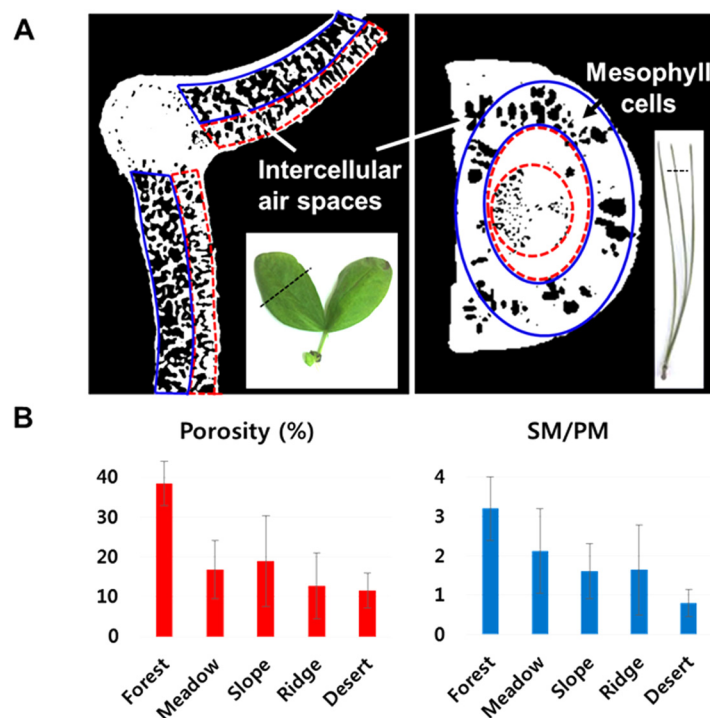 A
Mesophyll
cells
Intercellular
air spaces
B
Porosity (%)
40
30
20
10
0
Forest
Meadow
Slope
Ridge
Desert
SM/PM
4
3
2
1
0
Forest
Meadow
Slope
Ridge
Desert